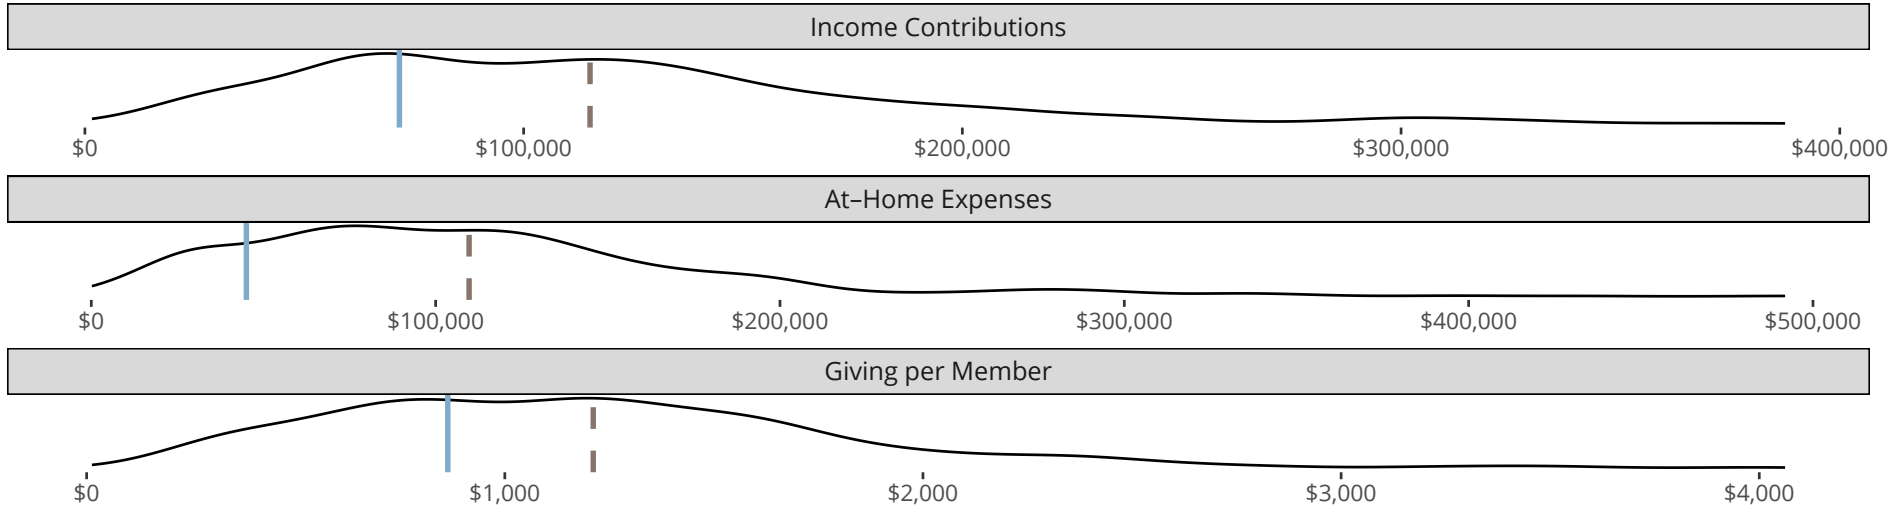 Income Contributions
$0 $100,000 $200,000 $300,000 $400,000
At–Home Expenses
$0 $100,000 $200,000 $300,000 $400,000 $500,000
Giving per Member
$0 $1,000 $2,000 $3,000 $4,000